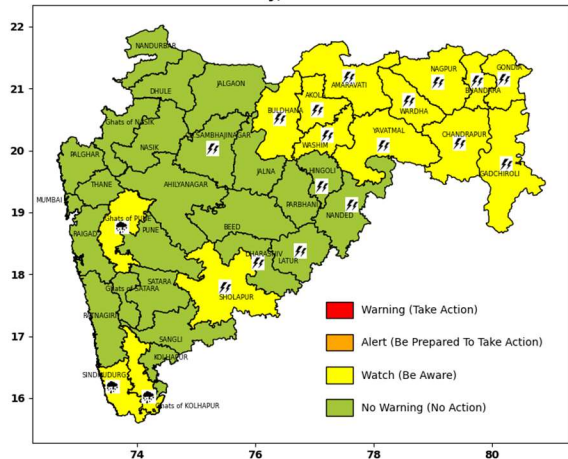 22
NANDURBAR
GONDIA
NAGPUR
21
DHULE
JALGAON
AKOLA
AMARAVATI
BHANDARA
BULDHANA
WARDHA
Ghats of NASIK
SAMBHAJINAGAR
YAVATMAL
CHANDRAPUR
20
PALGHAR
NASIK
WASHIM
JALNA
HINGOLI
GADCHIROLI
THANE
AHILYANAGAR
MUMBAI
PARBHANI
19
Ghats of PUNE
NANDED
RAIGAD
PUNE
BEED
DHARASHIV
LATUR
18
SATARA
Ghats of SATARA
SHOLAPUR
RATNAGIRI
Warning (Take Action)
17
SANGLI
Alert (Be Prepared To Take Action)
KOLHAPUR
SINDHUDURG
Watch (Be Aware)
16
Ghats of KOLHAPUR
No Warning (No Action)
74
76
78
80